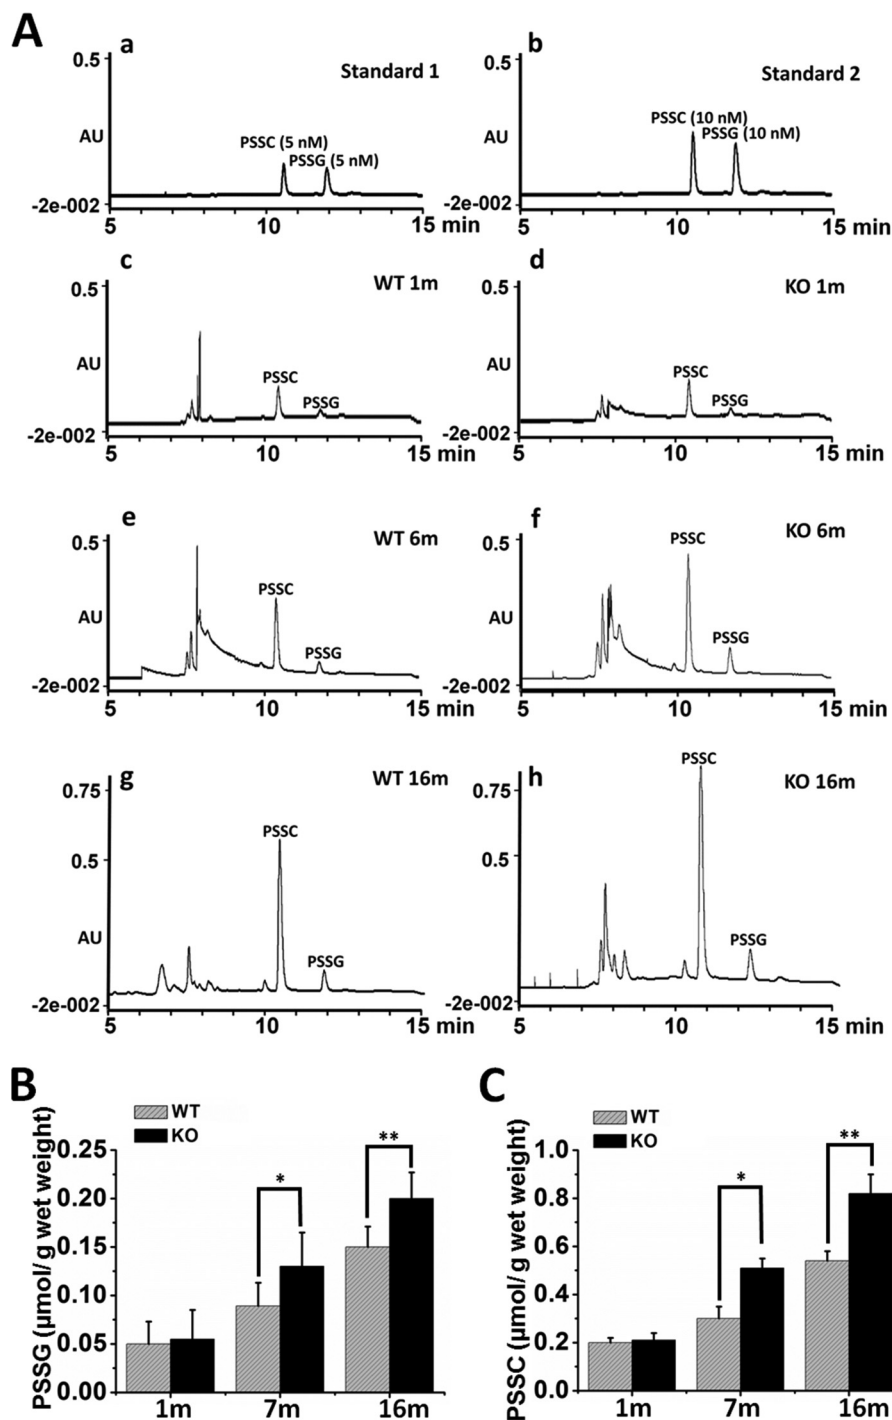 A
a
Standard 1
0.5
AU
-2e-002
PSSC (5 nM)
PSSG (5 nM)
5 10 15 min
b
Standard 2
0.5
AU
-2e-002
PSSC (10 nM)
PSSG (10 nM)
5 10 15 min
c
WT 1m
0.5
AU
-2e-002
PSSC
PSSG
5 10 15 min
d
KO 1m
0.5
AU
-2e-002
PSSC
PSSG
5 10 15 min
e
WT 6m
0.5
AU
-2e-002
PSSC
PSSG
5 10 15 min
f
KO 6m
0.5
AU
-2e-002
PSSC
PSSG
5 10 15 min
g
WT 16m
0.75
0.5
AU
-2e-002
PSSC
PSSG
5 10 15 min
h
KO 16m
0.75
0.5
AU
-2e-002
PSSC
PSSG
5 10 15 min
B
WT
KO
PSSG (µmol/g wet weight)
0.25
0.20
0.15
0.10
0.05
0.00
*
**
1m 7m 16m
C
WT
KO
PSSC (µmol/g wet weight)
1.0
0.8
0.6
0.4
0.2
0.0
*
**
1m 7m 16m